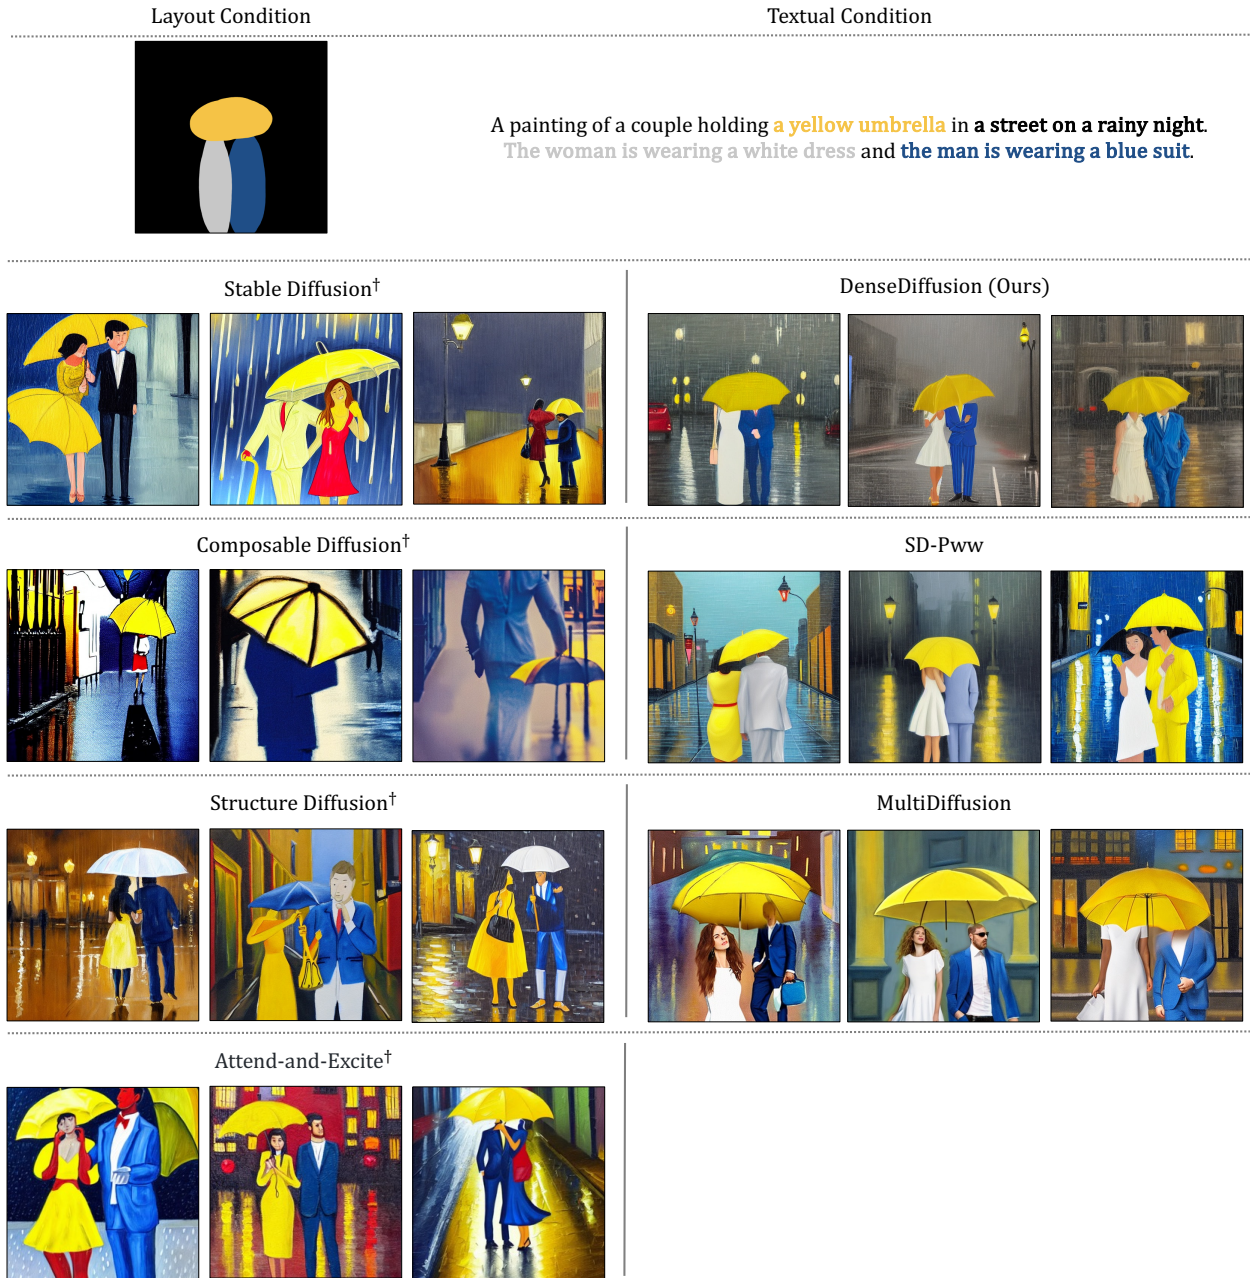 Layout Condition
Textual Condition
A painting of a couple holding a yellow umbrella in a street on a rainy night.
The woman is wearing a white dress and the man is wearing a blue suit.
Stable Diffusion†
DenseDiffusion (Ours)
Composable Diffusion†
SD-Pww
Structure Diffusion†
MultiDiffusion
Attend-and-Excite†